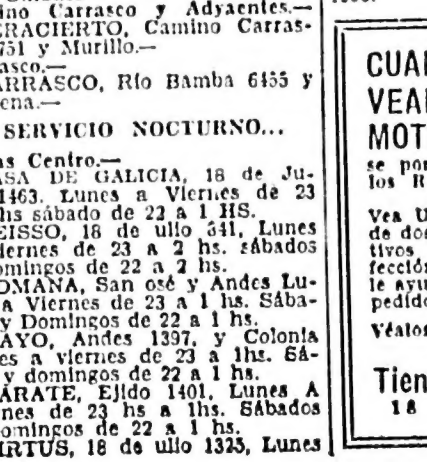 ino Carrasco y Adyacentes.—
RACIERTO, Camino Carras-
751 y Murillo.—
asco.—
ARRASCO, Río Bamba 6455 y
ena.—
SERVICIO NOCTURNO...
as Centro.—
ASA DE GALICIA, 18 de Ju-
1463. Lunes a Viernes de 23
hs sábado de 22 a 1 HS.
EISSO, 18 de ulio 341, Lunes
iernes de 23 a 2 hs. sábados
omingos de 22 a 2 hs.
OMANA, San osé y Andes Lu-
a Viernes de 23 a 1 hs. Sába-
y Domingos de 22 a 1 hs.
AYO, Andes 1397, y Colonia
es a viernes de 23 a 1hs. Sá-
y domingos de 22 a 1 hs.
ÁRATE, Ejido 1401, Lunes A
nes de 23 hs a 1hs. Sábados
omingos de 22 a 1 hs.
IRTUS, 18 de ulio 1325, Lunes
CUAN
VEAN
MOT
se por
los R
Vea U
de do
tivos
fección
le ayu
pedido
Véalos
Tien
18